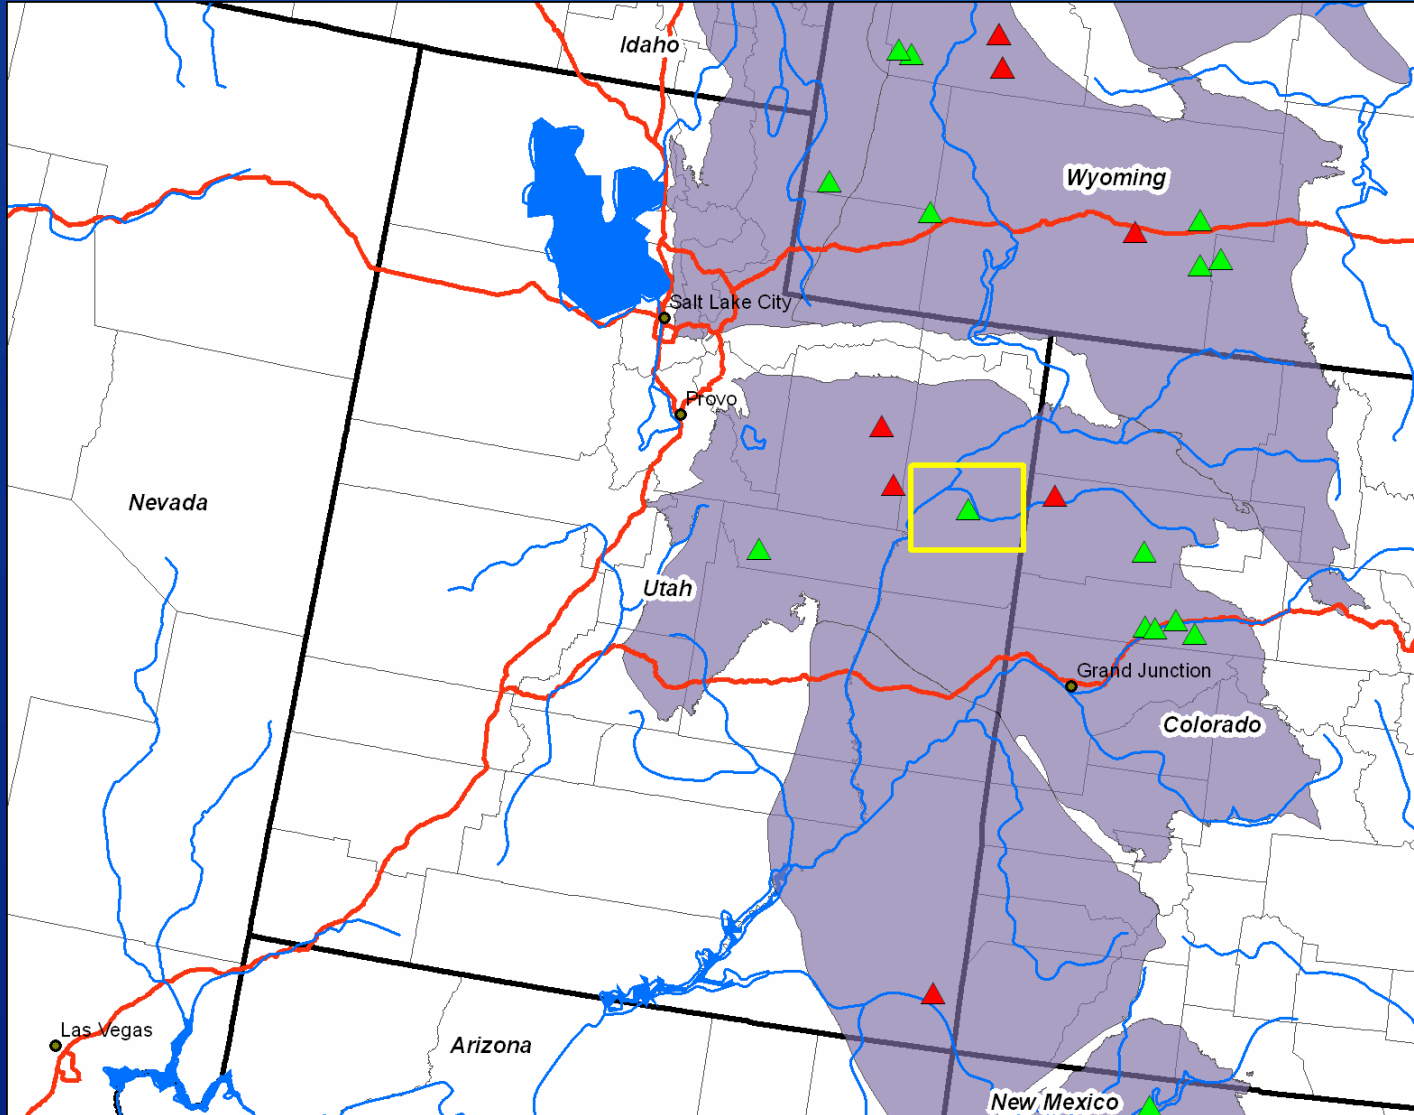 Idaho
Wyoming
Salt Lake City
Provo
Nevada
Utah
Grand Junction
Colorado
Las Vegas
Arizona
New Mexico